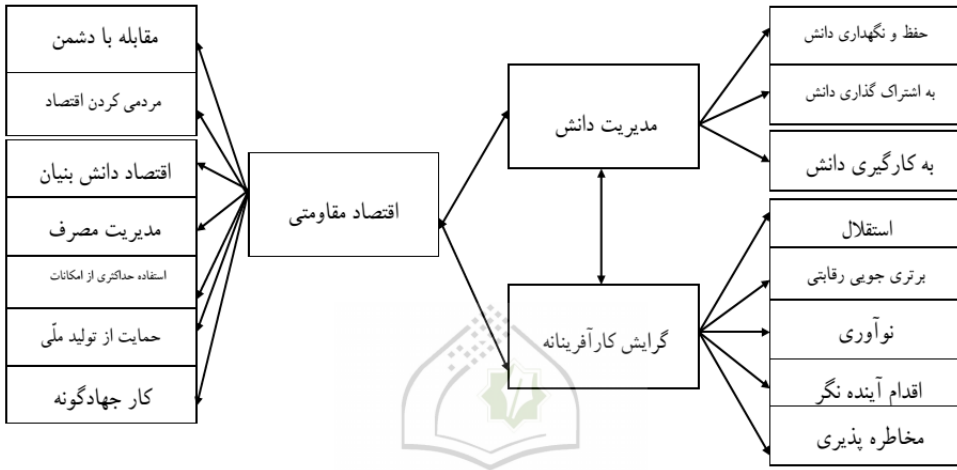 حفظ و نگهداری دانش
به اشتراک گذاری دانش
به کارگیری دانش
استقلال
برتری جویی رقابتی
نوآوری
اقدام آینده نگر
مخاطره پذیری
مدیریت دانش
گرایش کارآفرینانه
اقتصاد مقاومتی
مقابله با دشمن
مردمی کردن اقتصاد
اقتصاد دانش بنیان
مدیریت مصرف
استفاده حداکثری از امکانات
حمایت از تولید ملّی
کار جهادگونه